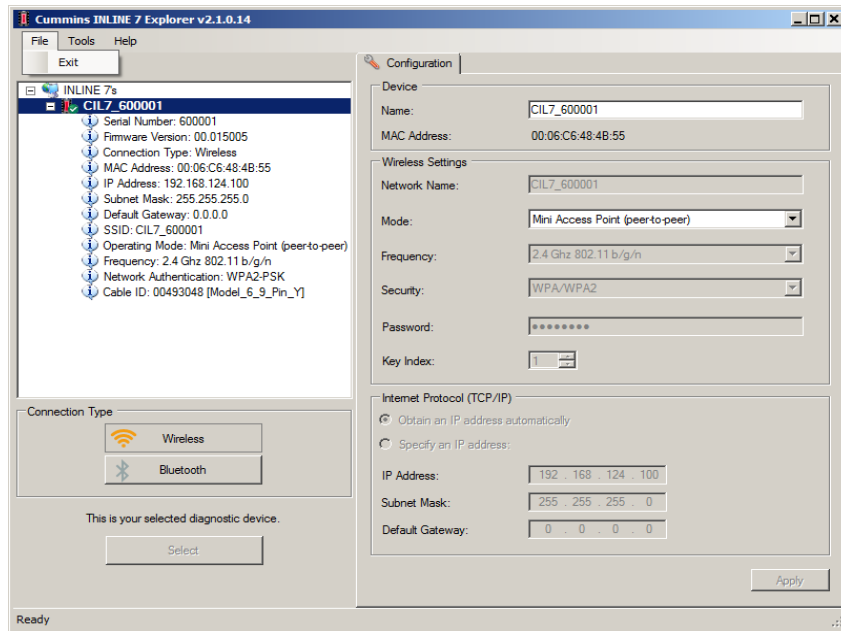 Cummins INLINE 7 Explorer v2.1.0.14
File Tools Help
Exit
INLINE 7's
CIL7_600001
Serial Number: 600001
Firmware Version: 00.015005
Connection Type: Wireless
MAC Address: 00:06:C6:48:4B:55
IP Address: 192.168.124.100
Subnet Mask: 255.255.255.0
Default Gateway: 0.0.0.0
SSID: CIL7_600001
Operating Mode: Mini Access Point (peer-to-peer)
Frequency: 2.4 Ghz 802.11 b/g/n
Network Authentication: WPA2-PSK
Cable ID: 00493048 [Model_6_9_Pin_Y]
Connection Type
Wireless
Bluetooth
This is your selected diagnostic device.
Select
Configuration
Device
Name: CIL7_600001
MAC Address: 00:06:C6:48:4B:55
Wireless Settings
Network Name: CIL7_600001
Mode: Mini Access Point (peer-to-peer)
Frequency: 2.4 Ghz 802.11 b/g/n
Security: WPA/WPA2
Password: ●●●●●●●●
Key Index: 1
Internet Protocol (TCP/IP)
Obtain an IP address automatically
Specify an IP address:
IP Address: 192 . 168 . 124 . 100
Subnet Mask: 255 . 255 . 255 . 0
Default Gateway: 0 . 0 . 0 . 0
Apply
Ready